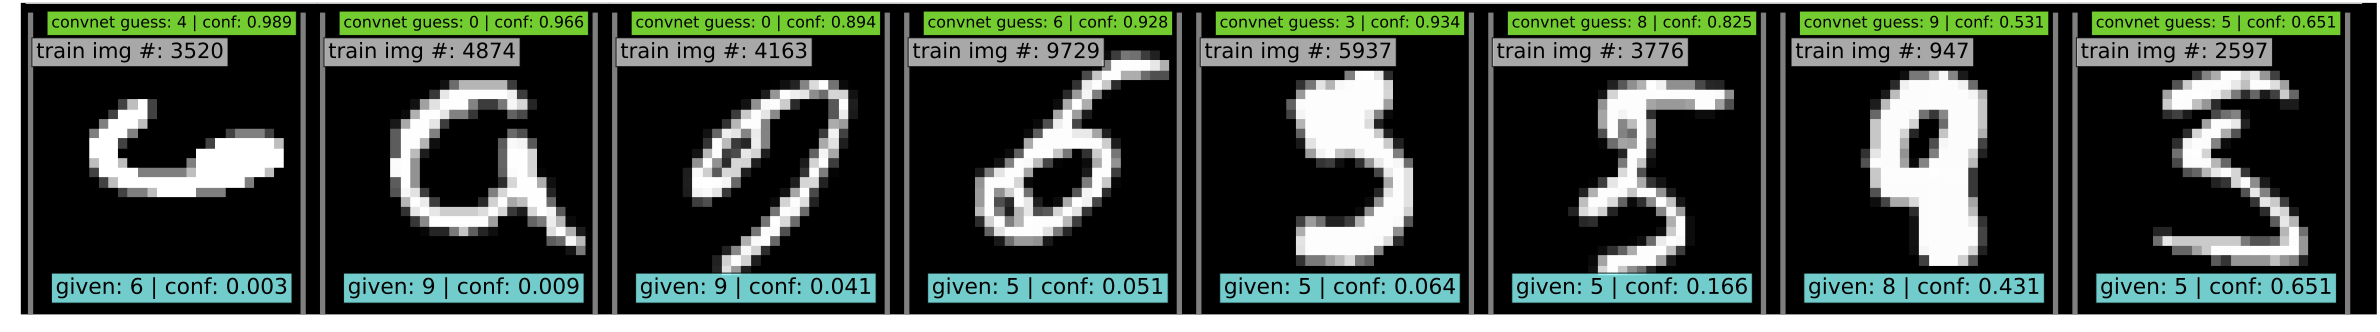 convnet guess: 4 | conf: 0.989
train img #: 3520
given: 6 | conf: 0.003
convnet guess: 0 | conf: 0.966
train img #: 4874
given: 9 | conf: 0.009
convnet guess: 0 | conf: 0.894
train img #: 4163
given: 9 | conf: 0.041
convnet guess: 6 | conf: 0.928
train img #: 9729
given: 5 | conf: 0.051
convnet guess: 3 | conf: 0.934
train img #: 5937
given: 5 | conf: 0.064
convnet guess: 8 | conf: 0.825
train img #: 3776
given: 5 | conf: 0.166
convnet guess: 9 | conf: 0.531
train img #: 947
given: 8 | conf: 0.431
convnet guess: 5 | conf: 0.651
train img #: 2597
given: 5 | conf: 0.651